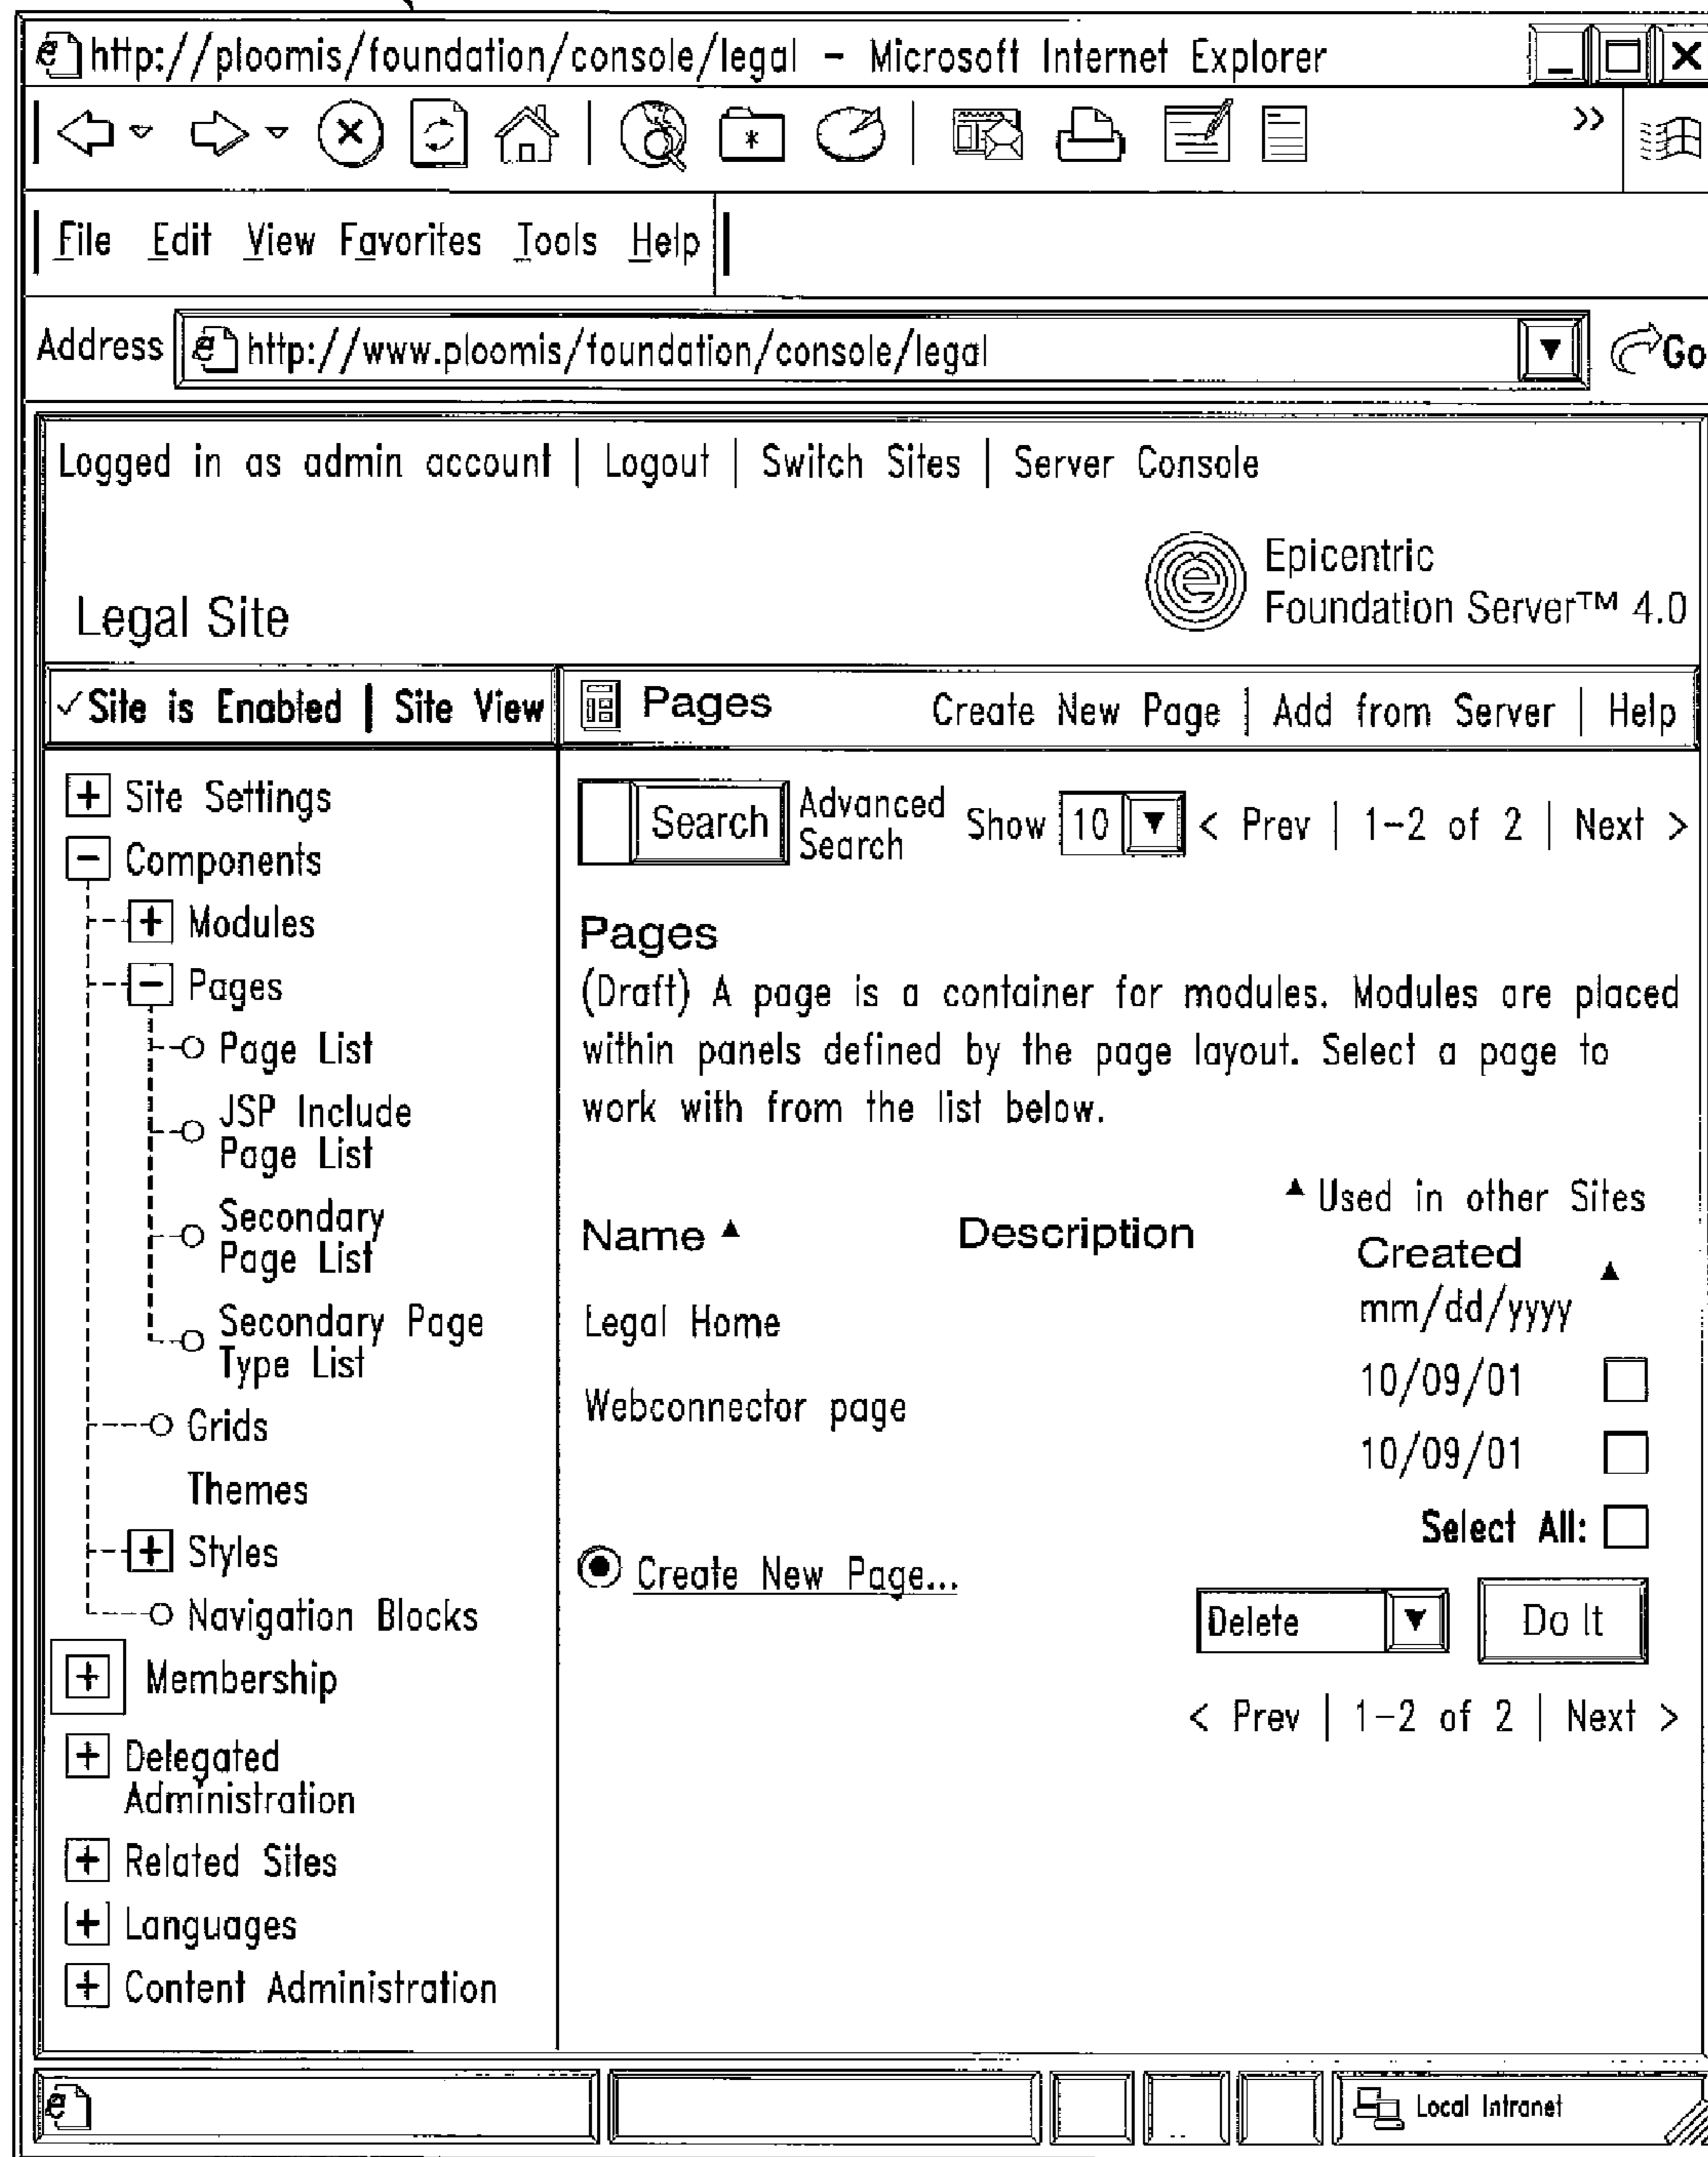 http://ploomis/foundation/console/legal – Microsoft Internet Explorer
File Edit View Favorites Tools Help
Address http://www.ploomis/foundation/console/legal Go
Logged in as admin account | Logout | Switch Sites | Server Console
Epicentric
Foundation Server™ 4.0
Legal Site
✓Site is Enabled | Site View
Pages Create New Page | Add from Server | Help
+ Site Settings
− Components
+ Modules
− Pages
Page List
JSP Include
Page List
Secondary
Page List
Secondary Page
Type List
Grids
Themes
+ Styles
Navigation Blocks
+ Membership
+ Delegated
Administration
+ Related Sites
+ Languages
+ Content Administration
Search Advanced
Search
Show 10 ▼ < Prev | 1–2 of 2 | Next >
Pages
(Draft) A page is a container for modules. Modules are placed
within panels defined by the page layout. Select a page to
work with from the list below.
▲ Used in other Sites
Name ▲ Description Created ▲
mm/dd/yyyy
Legal Home
10/09/01
Webconnector page
10/09/01
Select All:
Create New Page...
Delete ▼ Do It
< Prev | 1–2 of 2 | Next >
Local Intranet